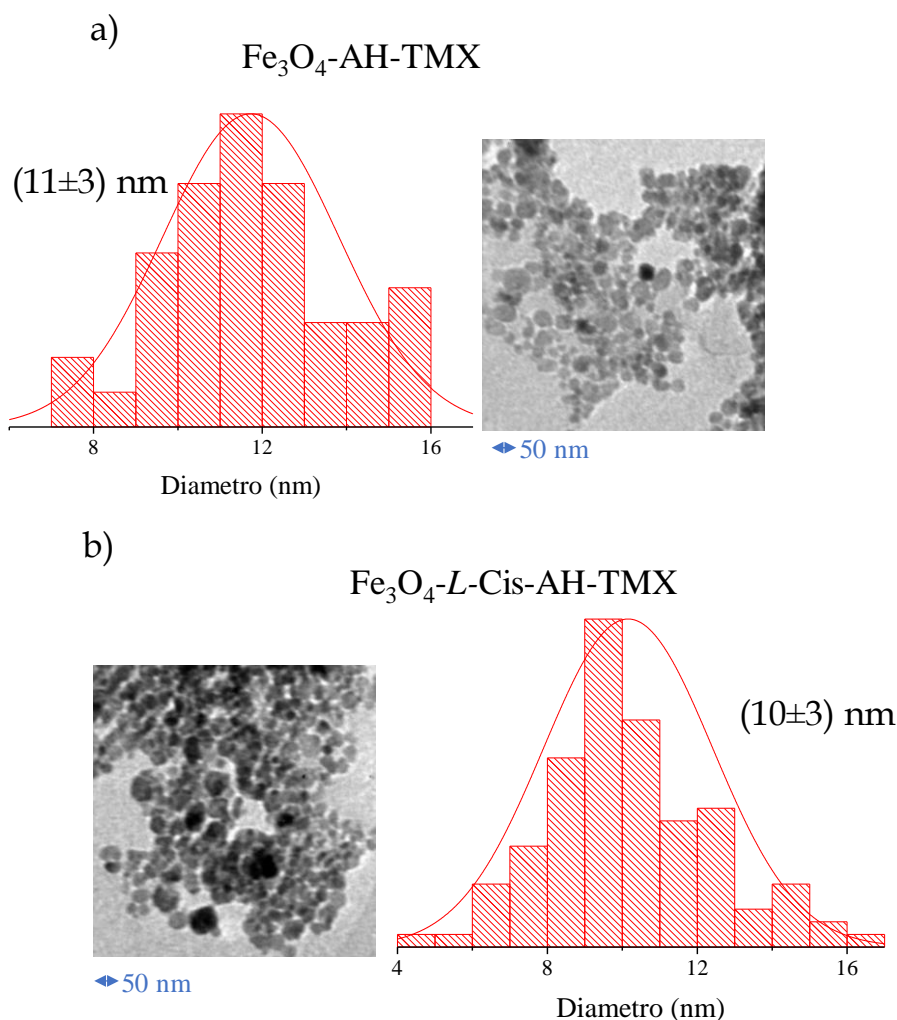 a)
Fe₃O₄-AH-TMX
(11±3) nm
8 12 16
Diametro (nm)
50 nm
b)
Fe₃O₄-L-Cis-AH-TMX
(10±3) nm
50 nm
4 8 12 16
Diametro (nm)